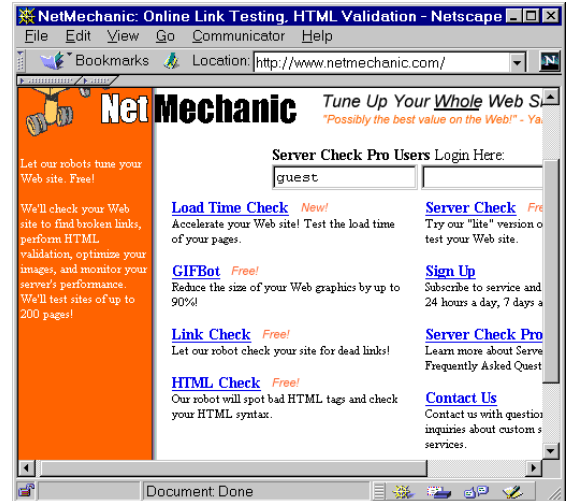 NetMechanic: Online Link Testing, HTML Validation - Netscape
File Edit View Go Communicator Help
Bookmarks Location: http://www.netmechanic.com/
N
Net Mechanic
Tune Up Your Whole Web S
"Possibly the best value on the Web!" - Ya
Let our robots tune your
Web site. Free!
We'll check your Web
site to find broken links,
perform HTML
validation, optimize your
images, and monitor your
server's performance.
We'll test sites of up to
200 pages!
Server Check Pro Users Login Here:
guest
Load Time Check New!
Accelerate your Web site! Test the load time
of your pages.
GIFBot Free!
Reduce the size of your Web graphics by up to
90%!
Link Check Free!
Let our robot check your site for dead links!
HTML Check Free!
Our robot will spot bad HTML tags and check
your HTML syntax.
Server Check Fre
Try our "lite" version o
test your Web site.
Sign Up
Subscribe to service and
24 hours a day, 7 days a
Server Check Pro
Learn more about Serve
Frequently Asked Quest
Contact Us
Contact us with question
inquiries about custom s
services.
Document: Done